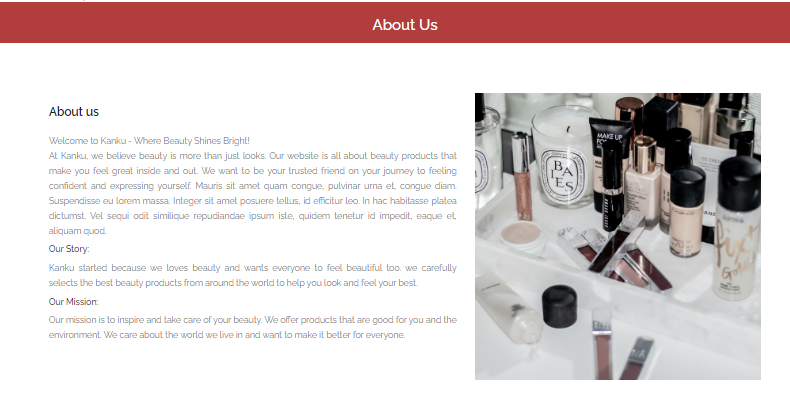 About Us
About us
Welcome to Kanku - Where Beauty Shines Bright!
At Kanku, we believe beauty is more than just looks. Our website is all about beauty products that
make you feel great inside and out. We want to be your trusted friend on your journey to feeling
confident and expressing yourself. Mauris sit amet quam congue, pulvinar urna et, congue diam.
Suspendisse eu lorem massa. Integer sit amet posuere tellus, id efficitur leo. In hac habitasse platea
dictumst. Vel sequi odit similique repudiandae ipsum iste, quidem tenetur id impedit, eaque et,
aliquam quod.
Our Story:
Kanku started because we loves beauty and wants everyone to feel beautiful too. we carefully
selects the best beauty products from around the world to help you look and feel your best.
Our Mission:
Our mission is to inspire and take care of your beauty. We offer products that are good for you and the
environment. We care about the world we live in and want to make it better for everyone.
MAKE UP
BA
IES